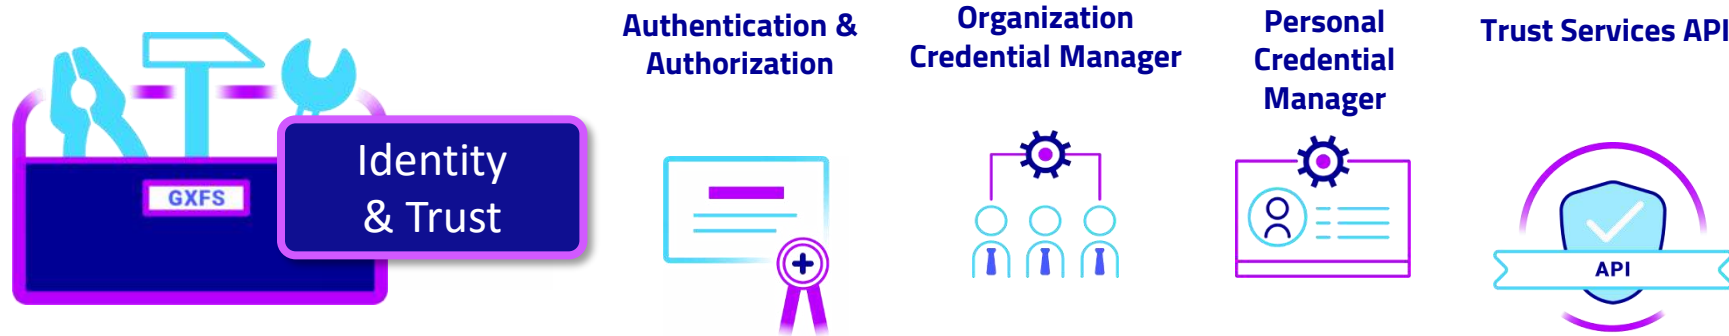 GXFS
Identity
& Trust
Authentication &
Authorization
Organization
Credential Manager
Personal
Credential
Manager
Trust Services API
API